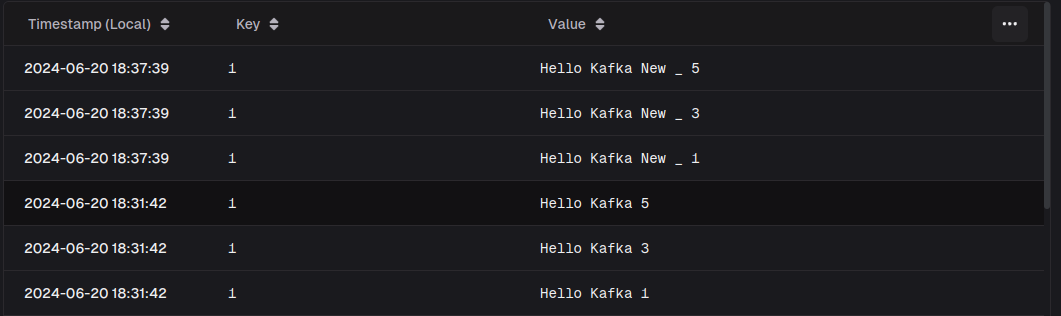 Timestamp (Local) Key Value
2024-06-20 18:37:39 1 Hello Kafka New _ 5
2024-06-20 18:37:39 1 Hello Kafka New _ 3
2024-06-20 18:37:39 1 Hello Kafka New _ 1
2024-06-20 18:31:42 1 Hello Kafka 5
2024-06-20 18:31:42 1 Hello Kafka 3
2024-06-20 18:31:42 1 Hello Kafka 1